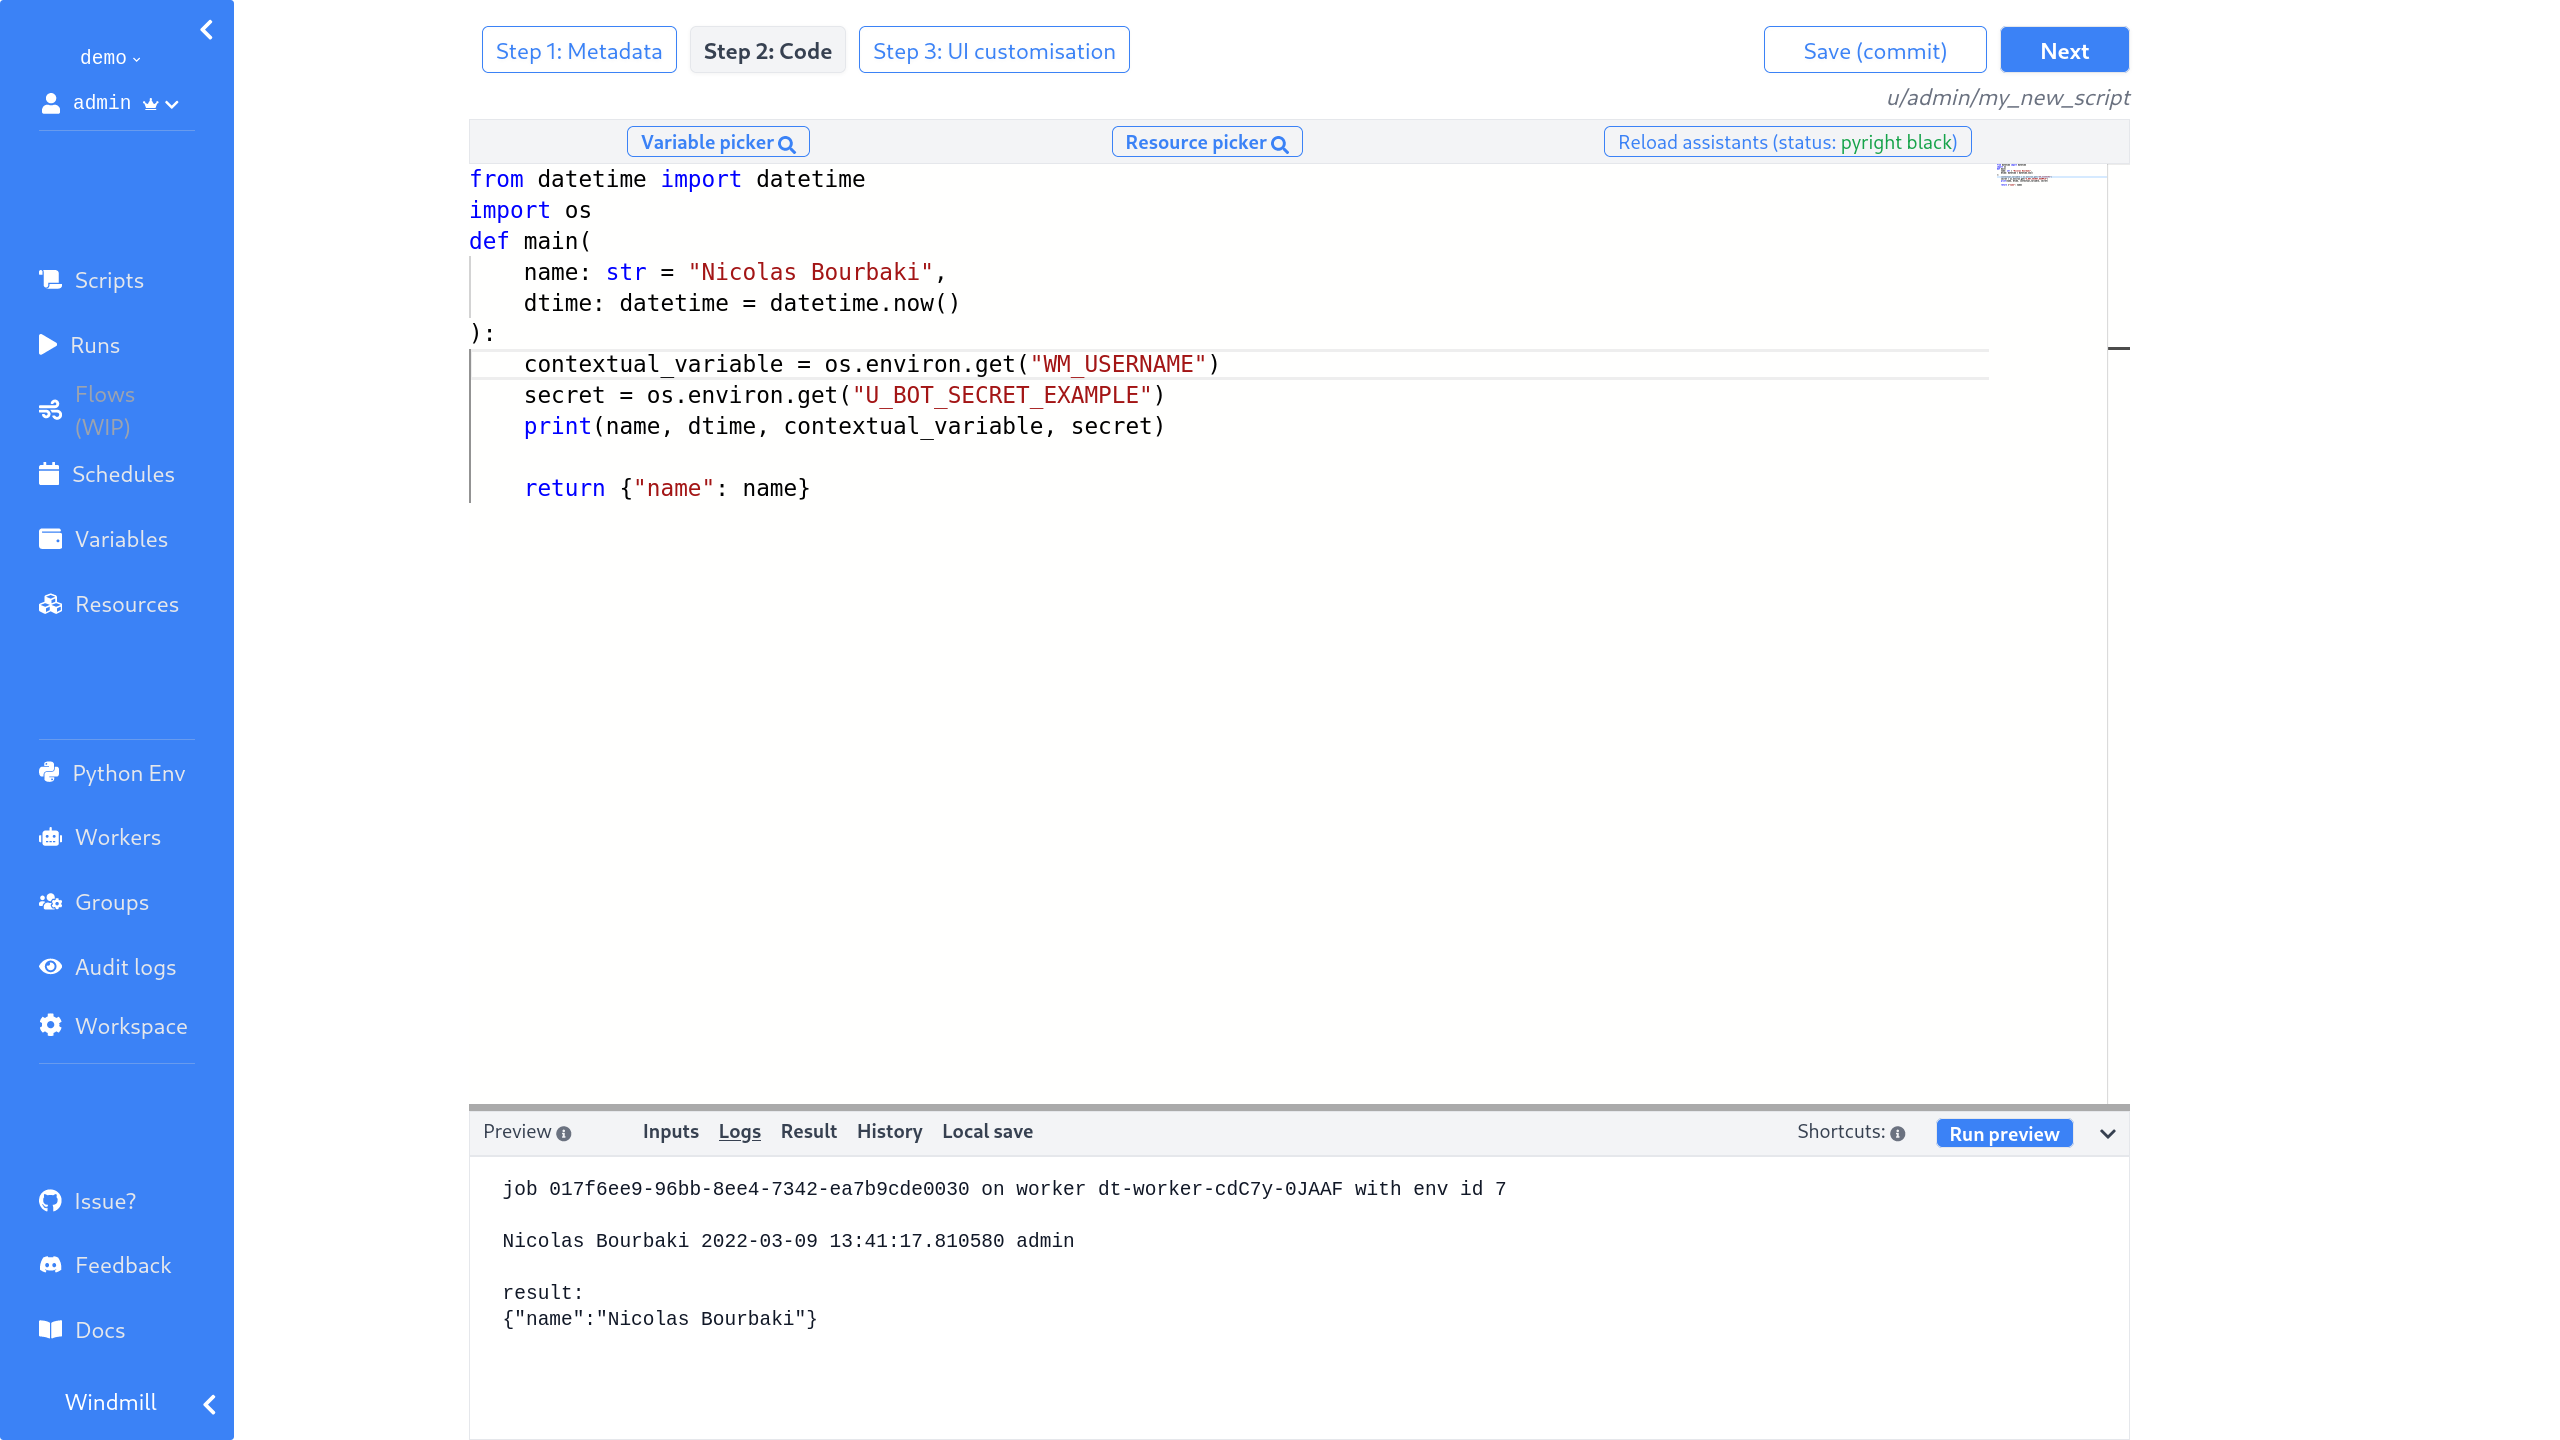 demo
admin
Scripts
Runs
Flows
(WIP)
Schedules
Variables
Resources
Python Env
Workers
Groups
Audit logs
Workspace
Issue?
Feedback
Docs
Windmill
Step 1: Metadata
Step 2: Code
Step 3: UI customisation
Save (commit)
Next
u/admin/my_new_script
Variable picker
Resource picker
Reload assistants (status: pyright black)
from datetime import datetime
import os
def main(
    name: str = "Nicolas Bourbaki",
    dtime: datetime = datetime.now()
):
    contextual_variable = os.environ.get("WM_USERNAME")
    secret = os.environ.get("U_BOT_SECRET_EXAMPLE")
    print(name, dtime, contextual_variable, secret)
    return {"name": name}
Preview
Inputs
Logs
Result
History
Local save
Shortcuts:
Run preview
job 017f6ee9-96bb-8ee4-7342-ea7b9cde0030 on worker dt-worker-cdC7y-0JAAF with env id 7
Nicolas Bourbaki 2022-03-09 13:41:17.810580 admin
result:
{"name":"Nicolas Bourbaki"}